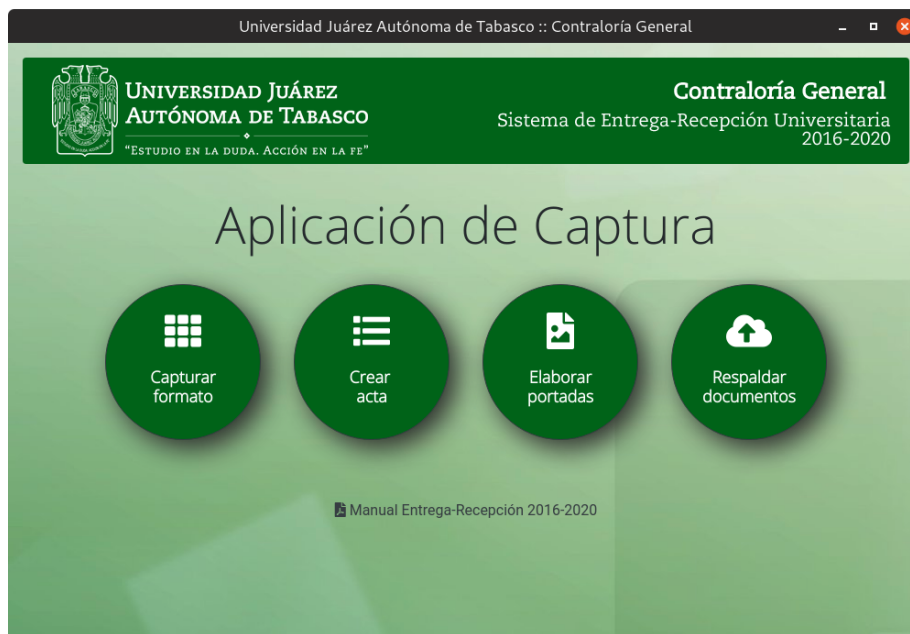 Universidad Juárez Autónoma de Tabasco :: Contraloría General
UNIVERSIDAD JUÁREZ
AUTÓNOMA DE TABASCO
“ESTUDIO EN LA DUDA. ACCIÓN EN LA FE”
Contraloría General
Sistema de Entrega-Recepción Universitaria
2016-2020
Aplicación de Captura
Capturar
formato
Crear
acta
Elaborar
portadas
Respaldar
documentos
Manual Entrega-Recepción 2016-2020